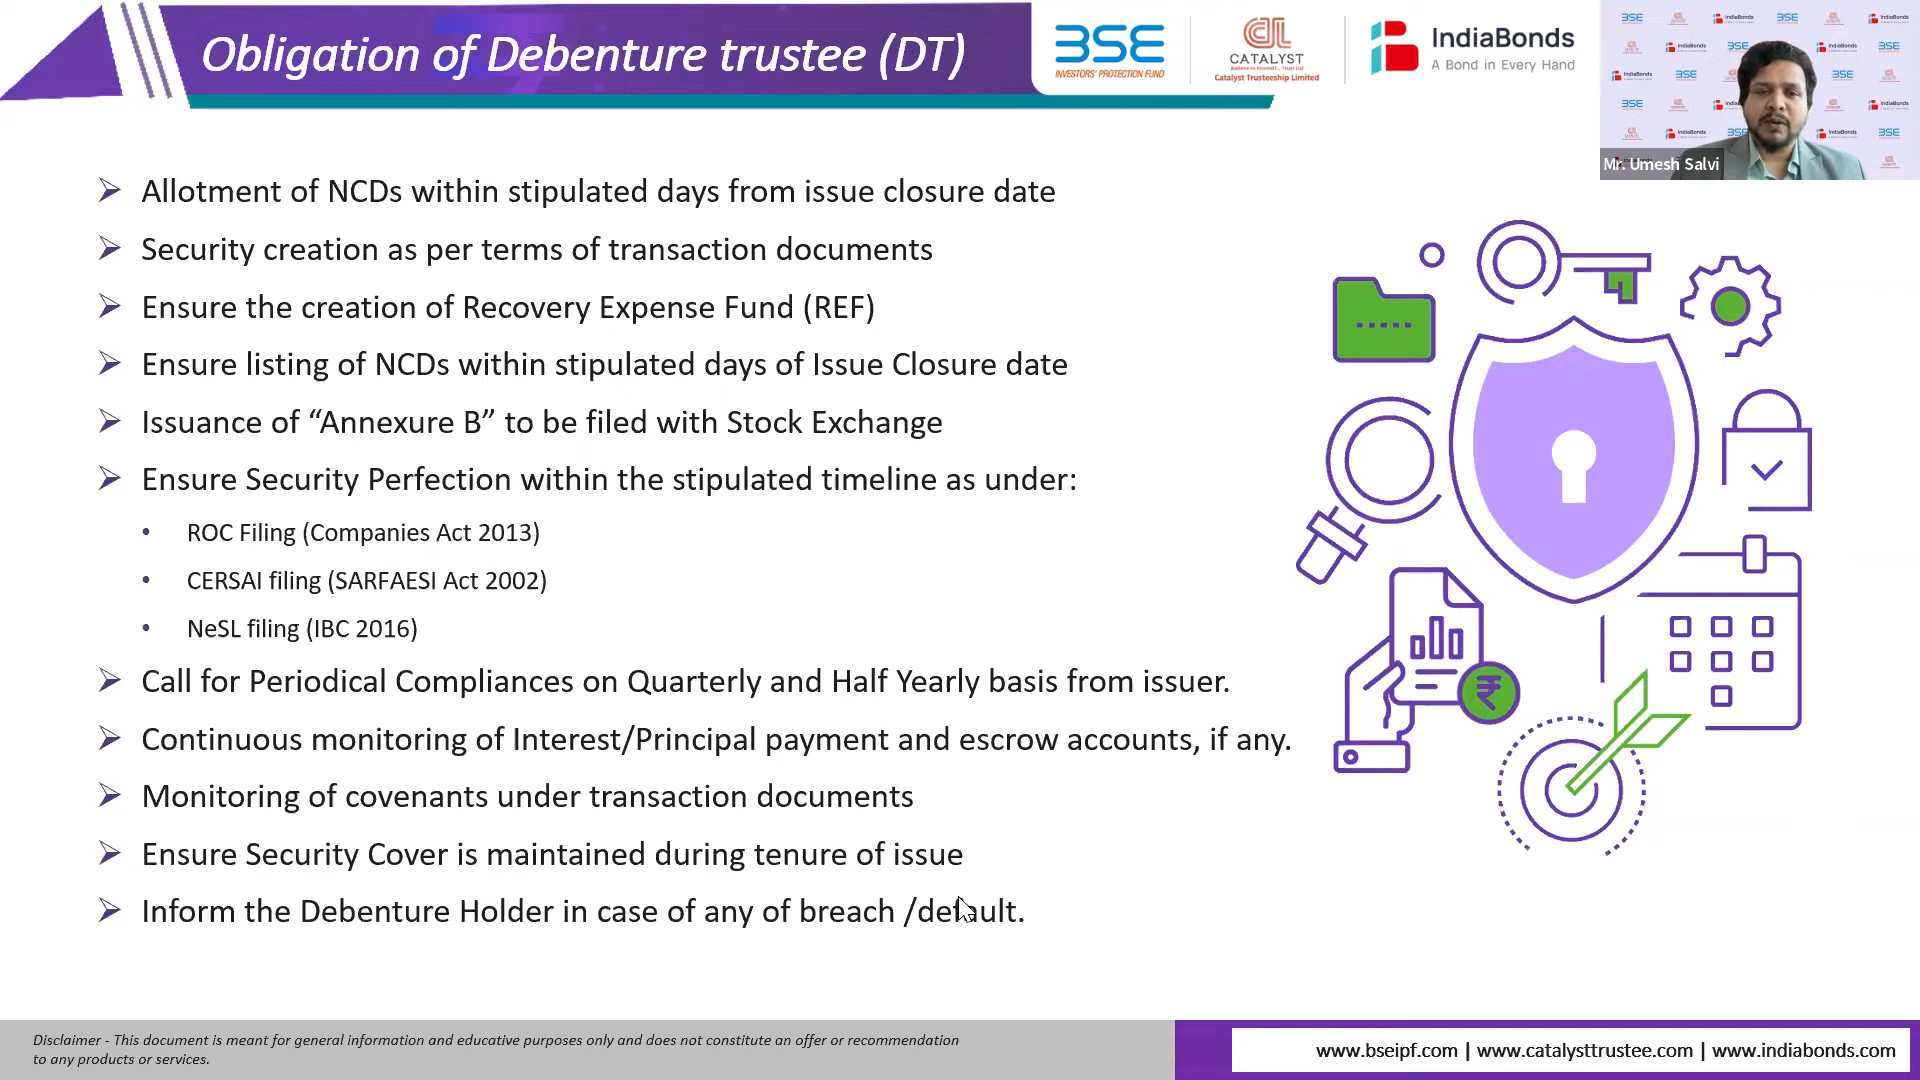 Obligation of Debenture trustee (DT)
BSE
INVESTORS' PROTECTION FUND
CATALYST
Believe in Yourself... Trust Us!
Catalyst Trusteeship Limited
IndiaBonds
A Bond in Every Hand
Mr. Umesh Salvi
Allotment of NCDs within stipulated days from issue closure date
Security creation as per terms of transaction documents
Ensure the creation of Recovery Expense Fund (REF)
Ensure listing of NCDs within stipulated days of Issue Closure date
Issuance of “Annexure B” to be filed with Stock Exchange
Ensure Security Perfection within the stipulated timeline as under:
• ROC Filing (Companies Act 2013)
• CERSAI filing (SARFAESI Act 2002)
• NeSL filing (IBC 2016)
Call for Periodical Compliances on Quarterly and Half Yearly basis from issuer.
Continuous monitoring of Interest/Principal payment and escrow accounts, if any.
Monitoring of covenants under transaction documents
Ensure Security Cover is maintained during tenure of issue
Inform the Debenture Holder in case of any of breach /default.
₹
Disclaimer - This document is meant for general information and educative purposes only and does not constitute an offer or recommendation
to any products or services.
www.bseipf.com | www.catalysttrustee.com | www.indiabonds.com